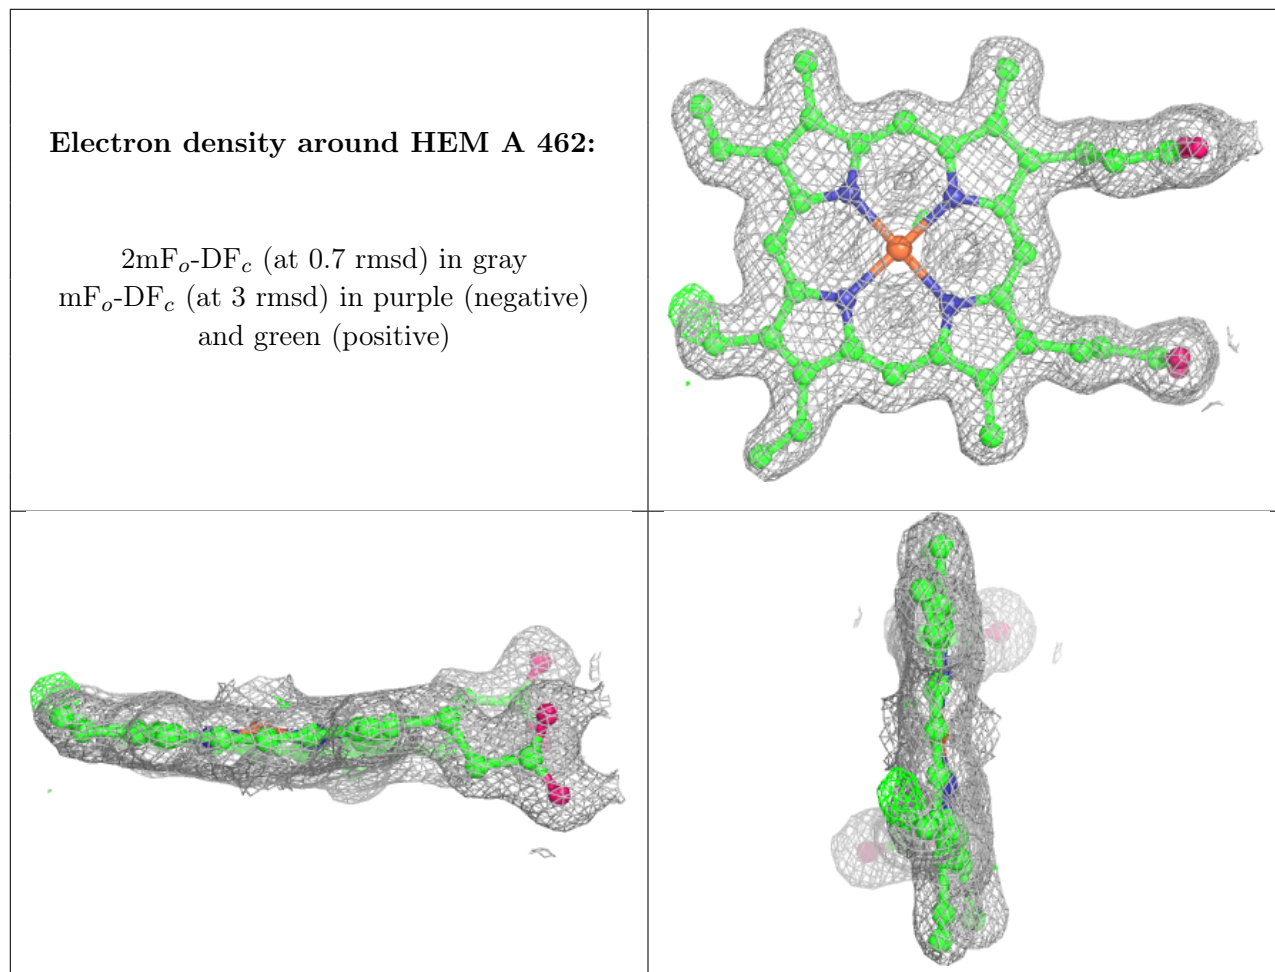 Electron density around HEM A 462:
2mFo-DFc (at 0.7 rmsd) in gray
mFo-DFc (at 3 rmsd) in purple (negative)
and green (positive)